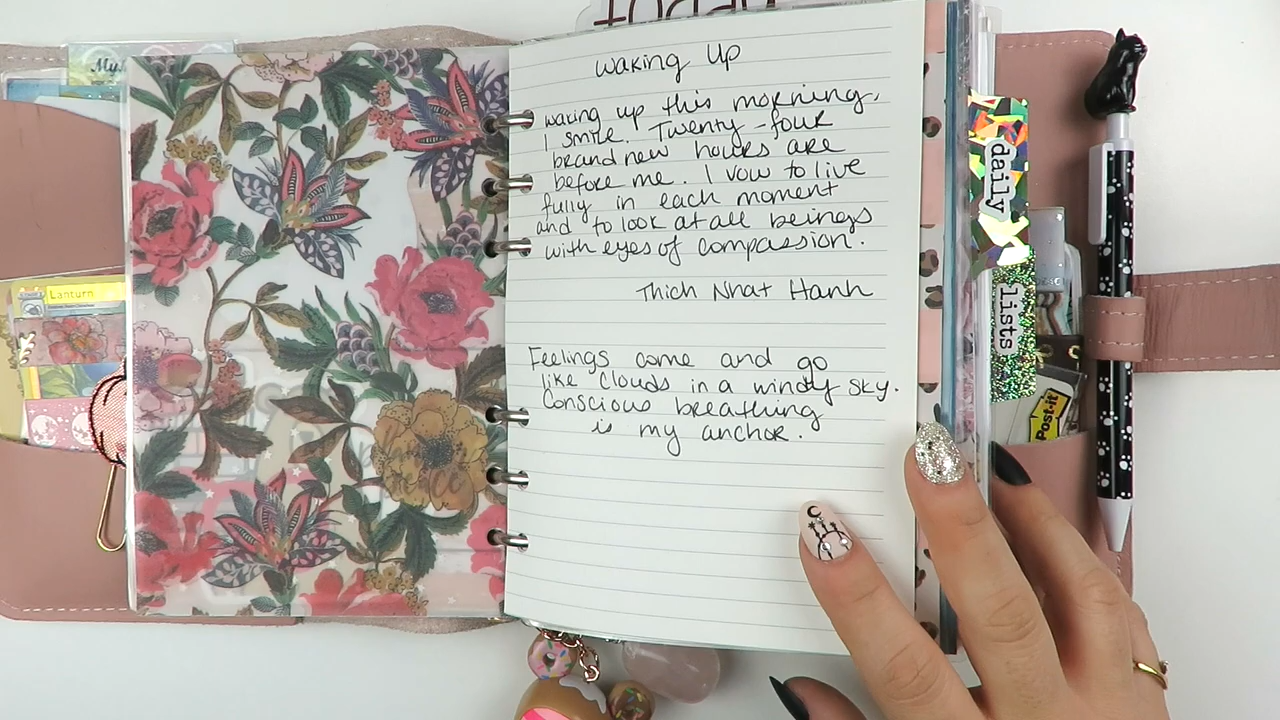 today
My
Lanturn
Waking Up
waking up this morning,
I smile. Twenty-four
brand new hours are
before me. I vow to live
fully in each moment
and to look at all beings
with eyes of compassion.
Thich Nhat Hanh
Feelings come and go
like clouds in a windy sky.
Conscious breathing
is my anchor.
daily
lists
Post-it